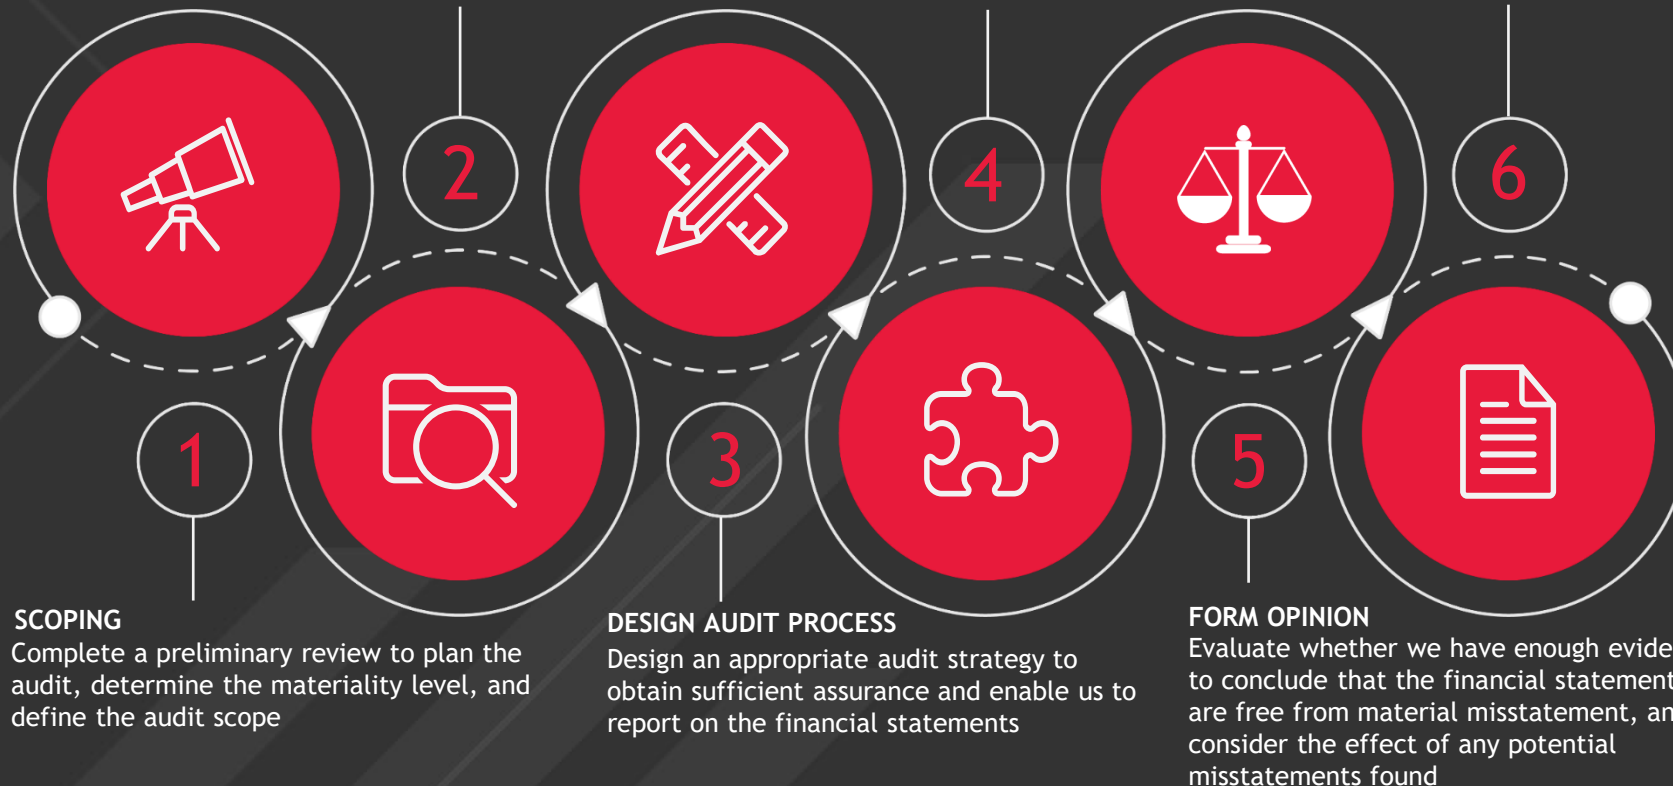 2
4
6
1
3
5
SCOPING
Complete a preliminary review to plan the
audit, determine the materiality level, and
define the audit scope
DESIGN AUDIT PROCESS
Design an appropriate audit strategy to
obtain sufficient assurance and enable us to
report on the financial statements
FORM OPINION
Evaluate whether we have enough evide
to conclude that the financial statement
are free from material misstatement, an
consider the effect of any potential
misstatements found